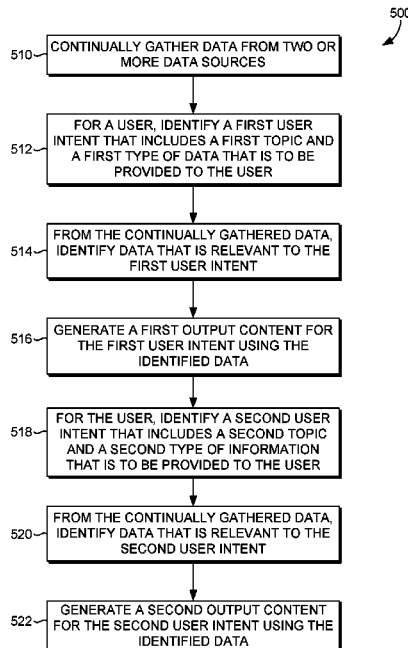 500
510
CONTINUALLY GATHER DATA FROM TWO OR
MORE DATA SOURCES
512
FOR A USER, IDENTIFY A FIRST USER
INTENT THAT INCLUDES A FIRST TOPIC AND
A FIRST TYPE OF DATA THAT IS TO BE
PROVIDED TO THE USER
514
FROM THE CONTINUALLY GATHERED DATA,
IDENTIFY DATA THAT IS RELEVANT TO THE
FIRST USER INTENT
516
GENERATE A FIRST OUTPUT CONTENT FOR
THE FIRST USER INTENT USING THE
IDENTIFIED DATA
518
FOR THE USER, IDENTIFY A SECOND USER
INTENT THAT INCLUDES A SECOND TOPIC
AND A SECOND TYPE OF INFORMATION
THAT IS TO BE PROVIDED TO THE USER
520
FROM THE CONTINUALLY GATHERED DATA,
IDENTIFY DATA THAT IS RELEVANT TO THE
SECOND USER INTENT
522
GENERATE A SECOND OUTPUT CONTENT
FOR THE SECOND USER INTENT USING THE
IDENTIFIED DATA